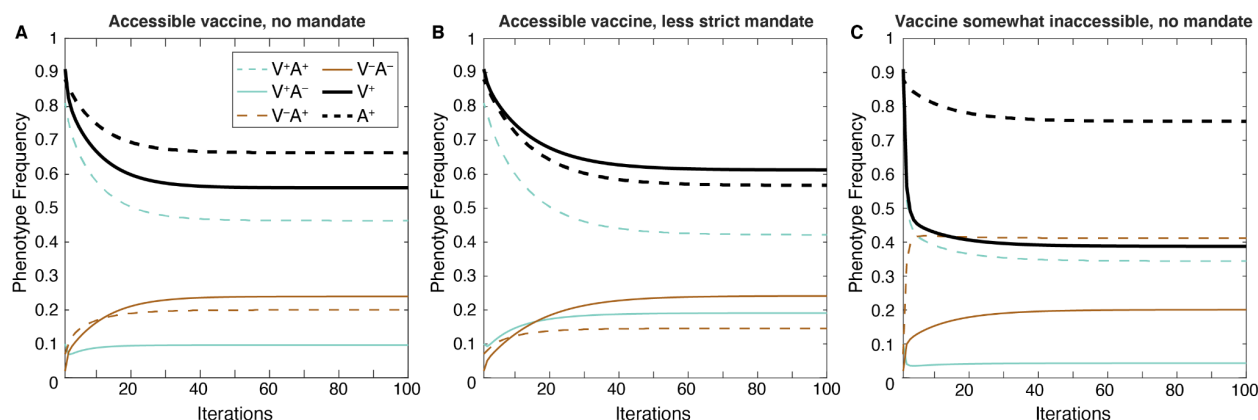 A
Accessible vaccine, no mandate
Phenotype Frequency
1
0.9
0.8
0.7
0.6
0.5
0.4
0.3
0.2
0.1
0
20
40
60
80
100
Iterations
V⁺A⁺
V⁻A⁻
V⁺A⁻
V⁺
V⁻A⁺
A⁺
B
Accessible vaccine, less strict mandate
Phenotype Frequency
1
0.9
0.8
0.7
0.6
0.5
0.4
0.3
0.2
0.1
0
20
40
60
80
100
Iterations
C
Vaccine somewhat inaccessible, no mandate
Phenotype Frequency
1
0.9
0.8
0.7
0.6
0.5
0.4
0.3
0.2
0.1
0
20
40
60
80
100
Iterations